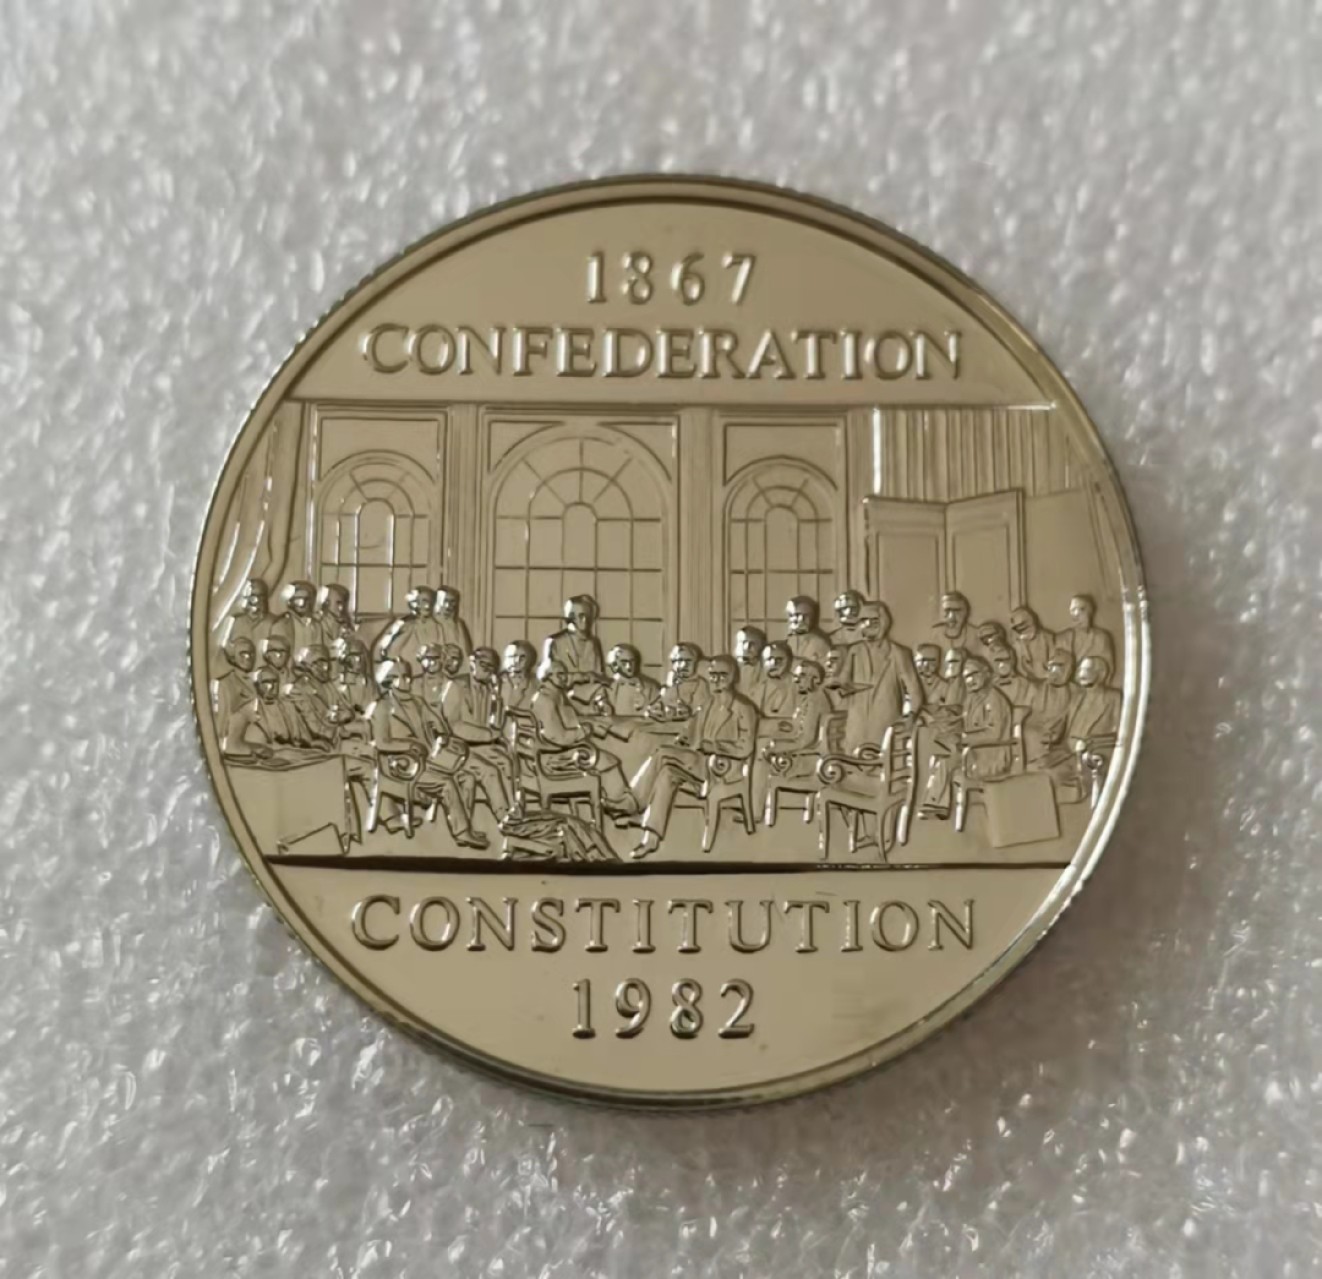 1867
CONFEDERATION
CONSTITUTION
1982